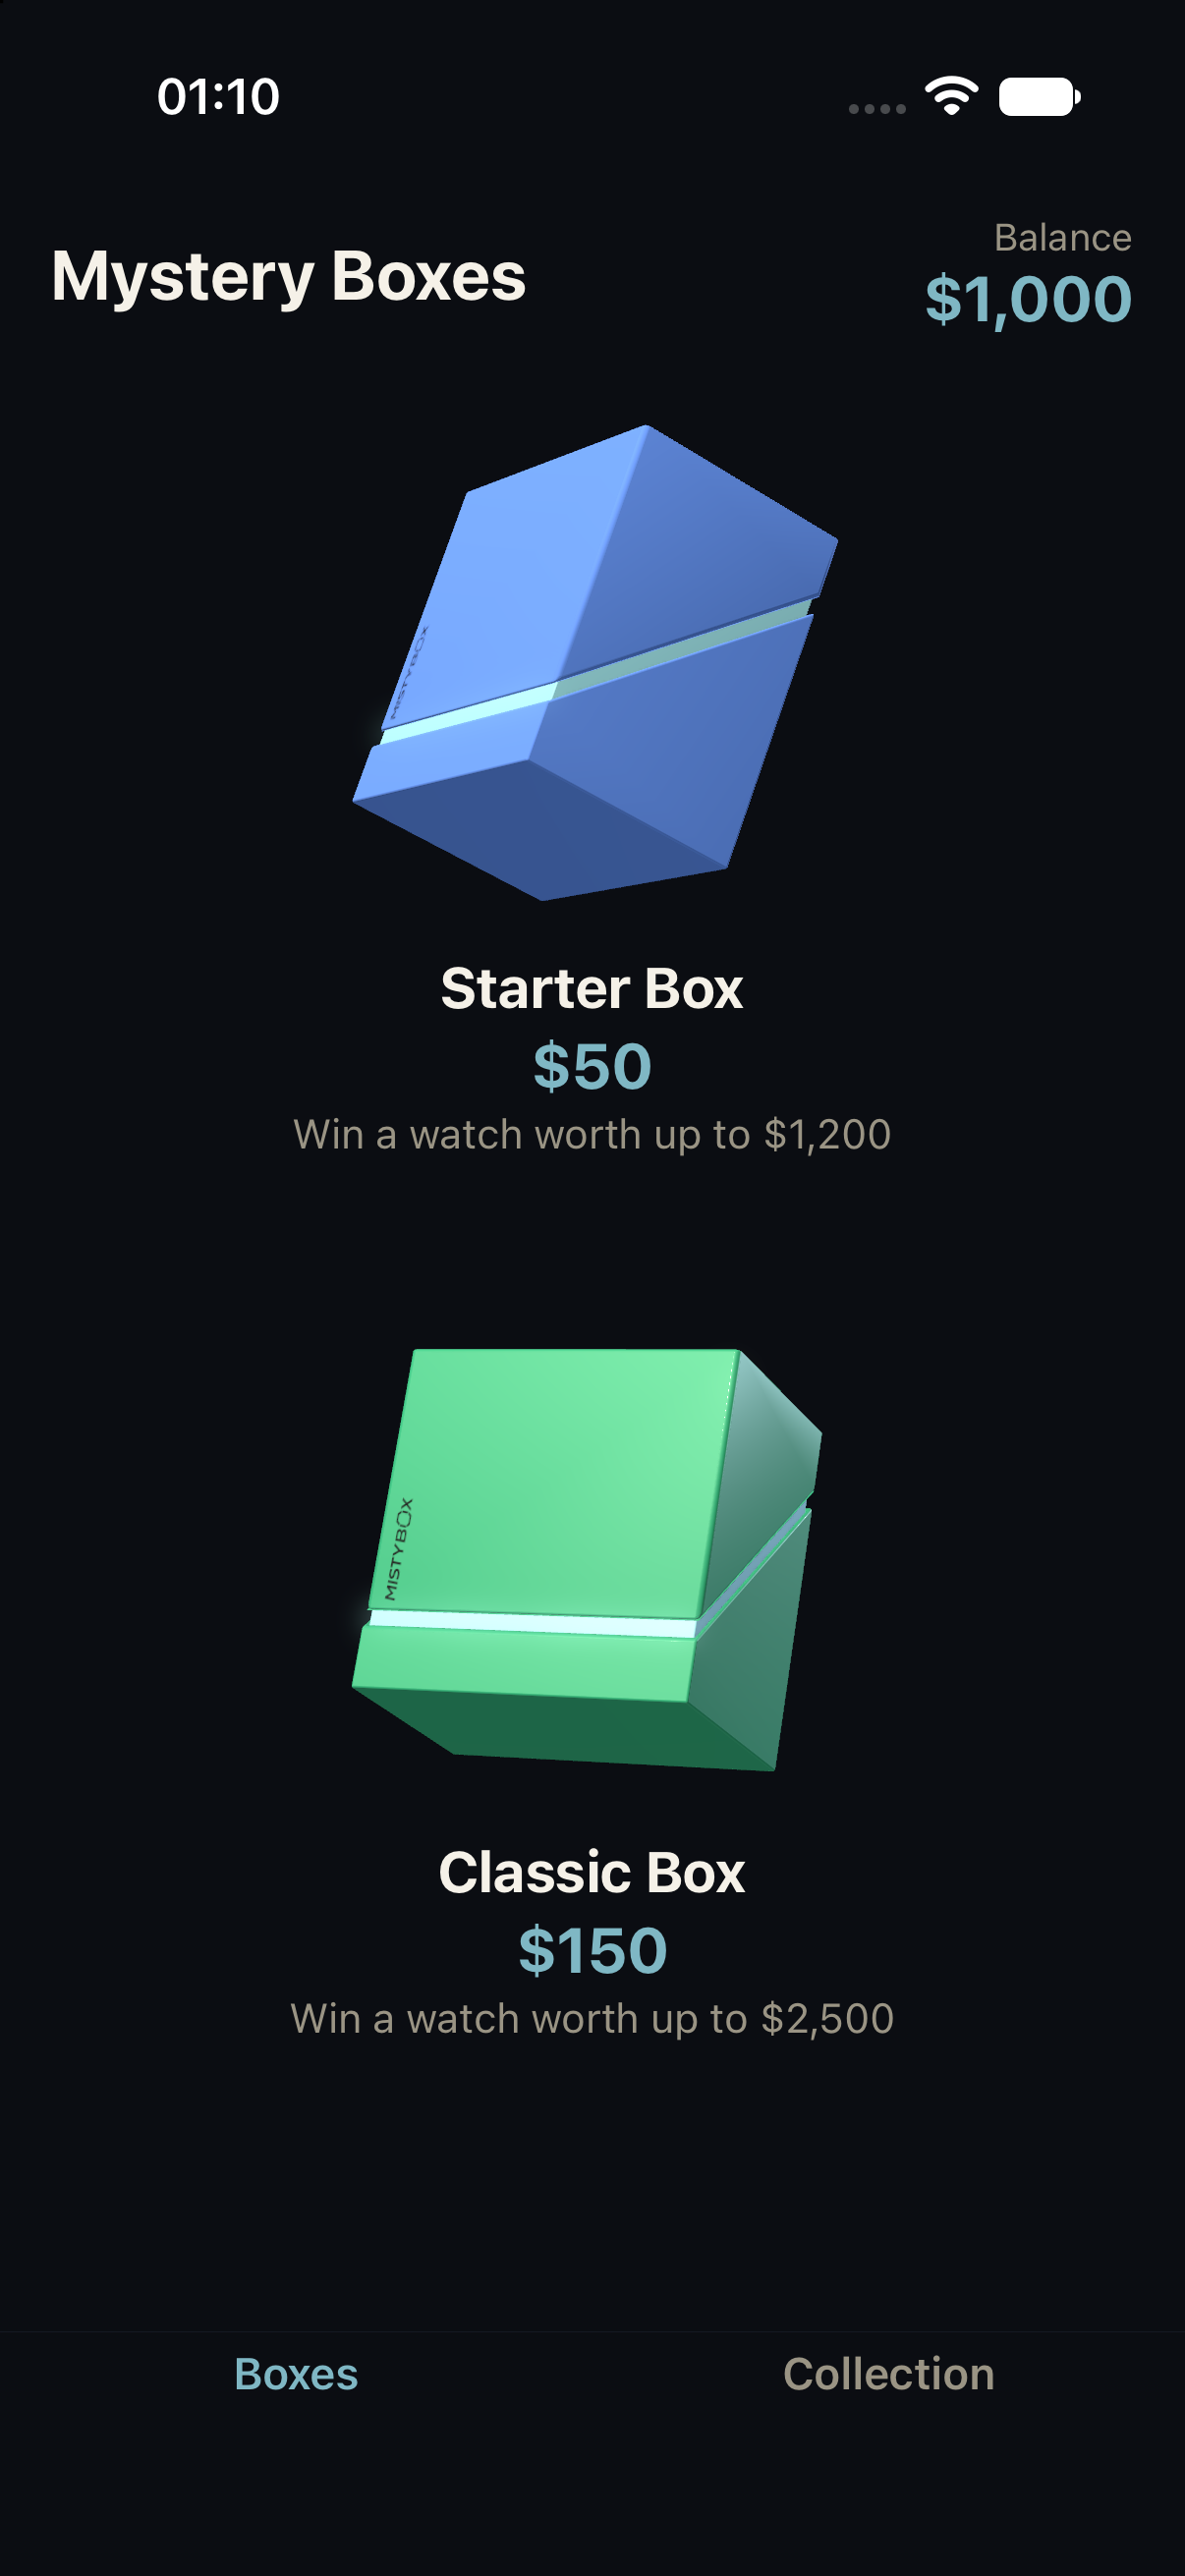 01:10
Mystery Boxes
Balance
$1,000
MISTYBOX
Starter Box
$50
Win a watch worth up to $1,200
MISTYBOX
Classic Box
$150
Win a watch worth up to $2,500
Boxes
Collection